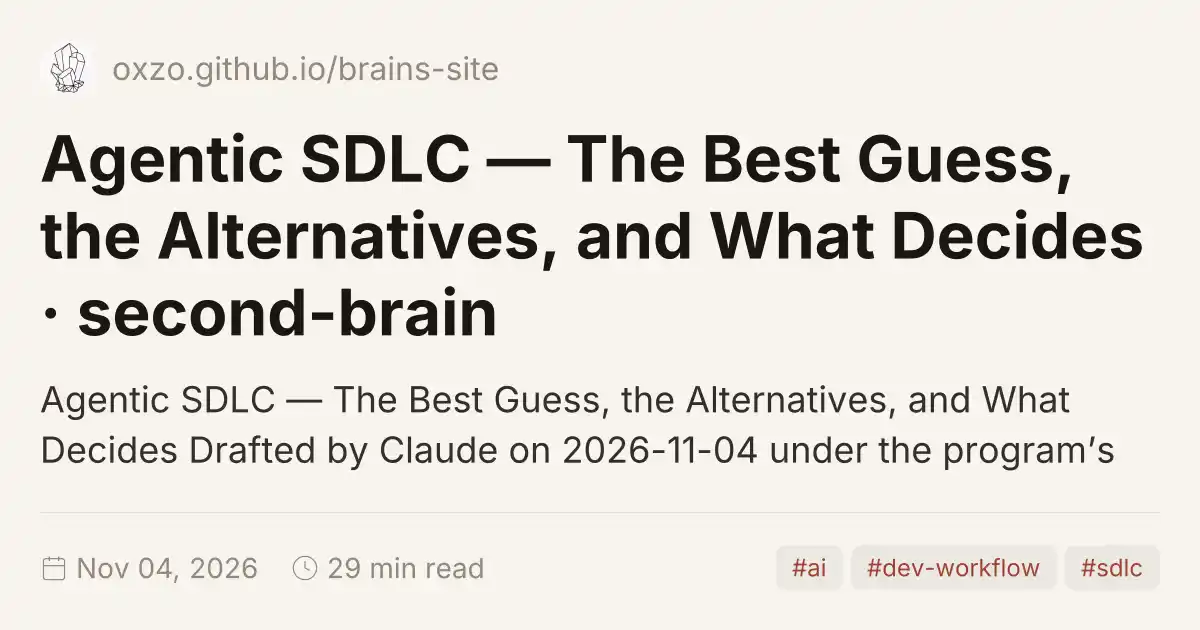 oxzo.github.io/brains-site
Agentic SDLC — The Best Guess,
the Alternatives, and What Decides
· second-brain
Agentic SDLC — The Best Guess, the Alternatives, and What
Decides Drafted by Claude on 2026-11-04 under the program’s
Nov 04, 2026 29 min read #ai #dev-workflow #sdlc